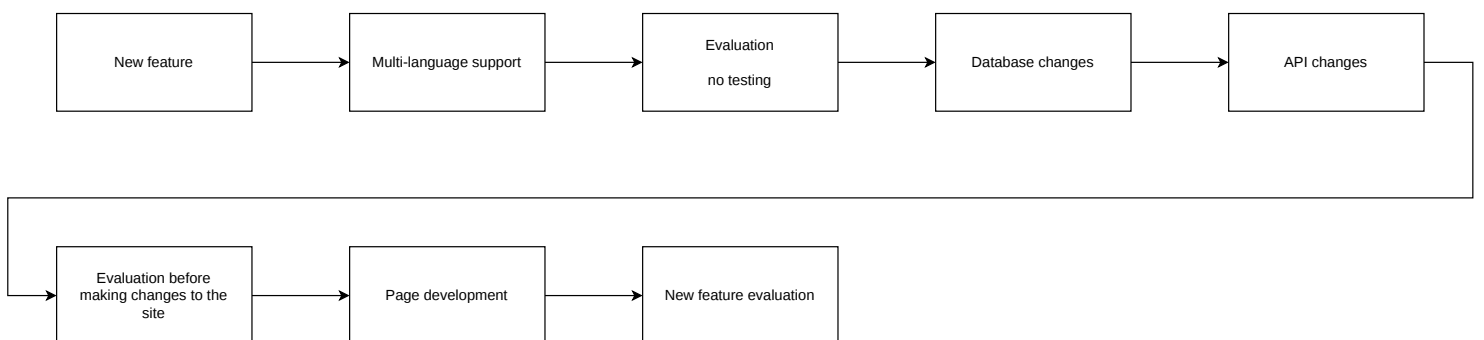 New feature
Multi-language support
Evaluation
no testing
Database changes
API changes
Evaluation before
making changes to the
site
Page development
New feature evaluation